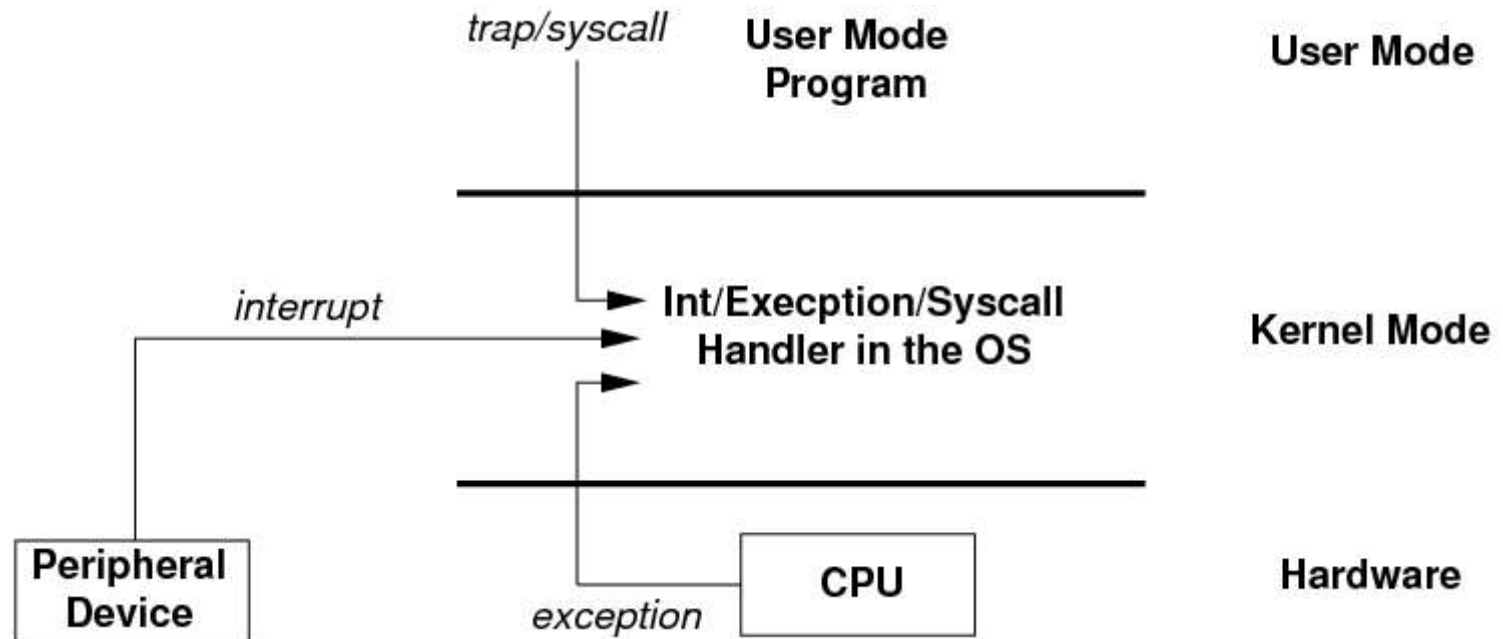 trap/syscall
User Mode
Program
User Mode
interrupt
Int/Execption/Syscall
Handler in the OS
Kernel Mode
Peripheral
Device
exception
CPU
Hardware